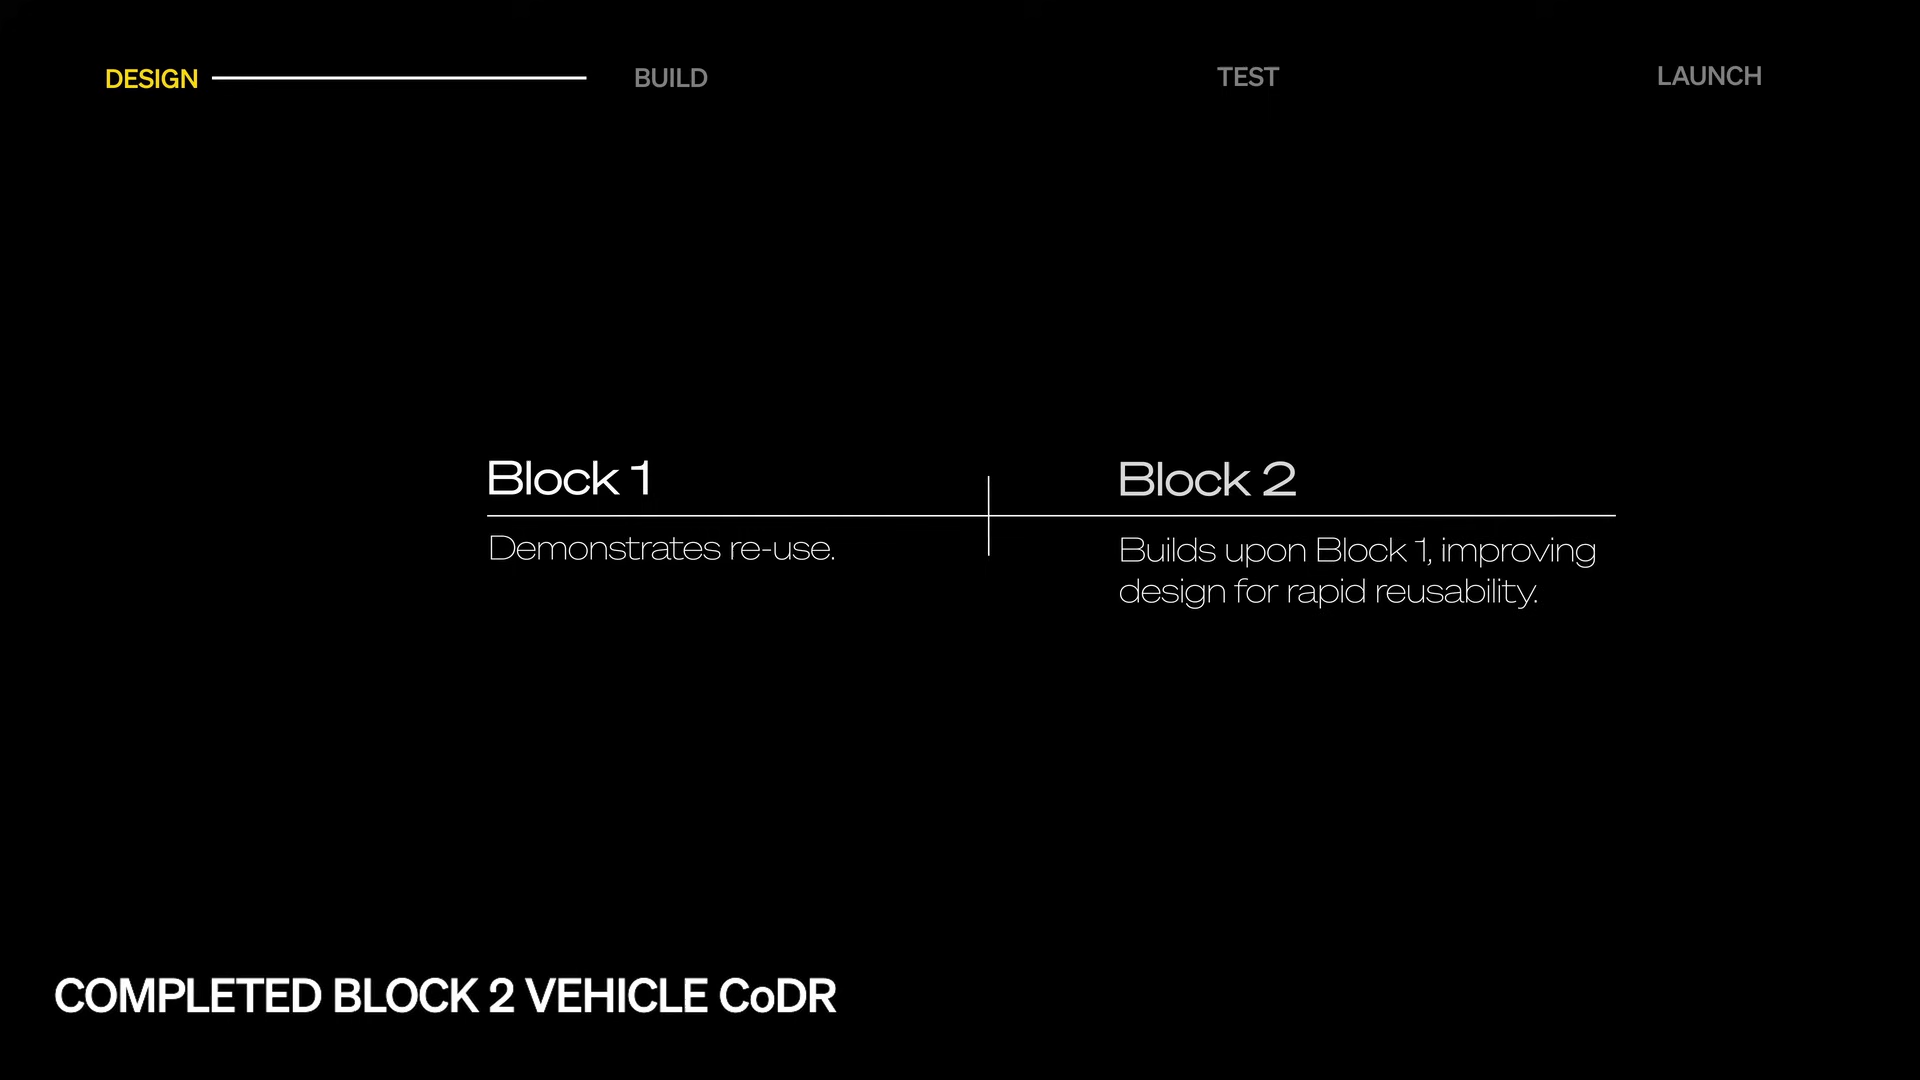 DESIGN BUILD TEST LAUNCH
Block 1
Demonstrates re-use.
Block 2
Builds upon Block 1, improving
design for rapid reusability.
COMPLETED BLOCK 2 VEHICLE CoDR